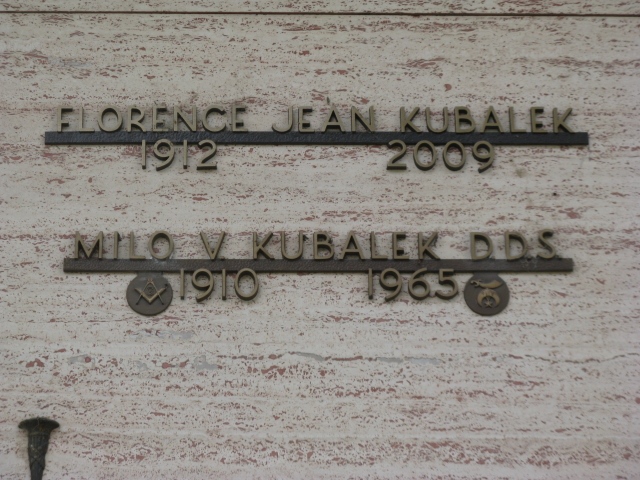 FLORENCE JEAN KUBALEK
1912 2009
MILO V KUBALEK D.D.S.
1910 1965